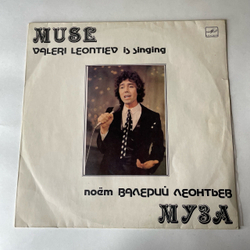 MUSE
VALERI LEONTIEV is singing
поёт ВАЛЕРИЙ ЛЕОНТЬЕВ
МУЗА